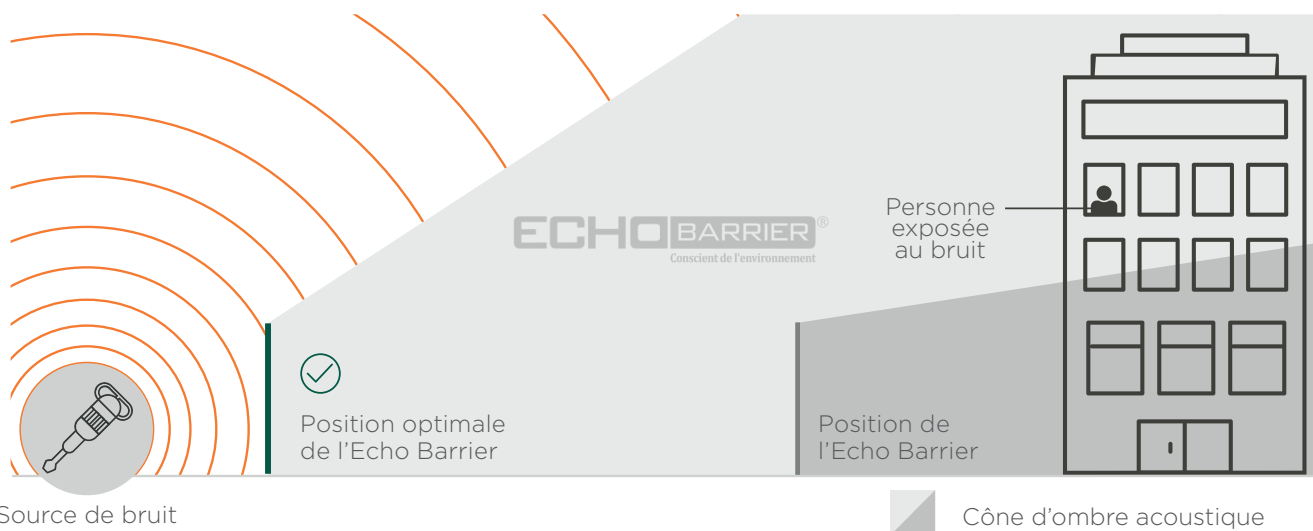 ECHO BARRIER®
Conscient de l'environnement
Personne
exposée
au bruit
Position optimale
de l'Echo Barrier
Position de
l'Echo Barrier
Source de bruit
Cône d'ombre acoustique